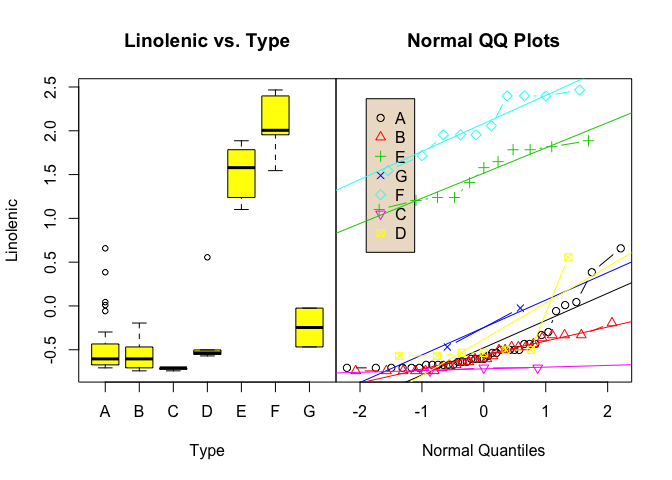 Linolenic vs. Type
Normal QQ Plots
Linolenic
2.5
2.0
1.5
1.0
0.5
0.0
-0.5
A B C D E F G
Type
A
B
E
G
F
C
D
-2 -1 0 1 2
Normal Quantiles